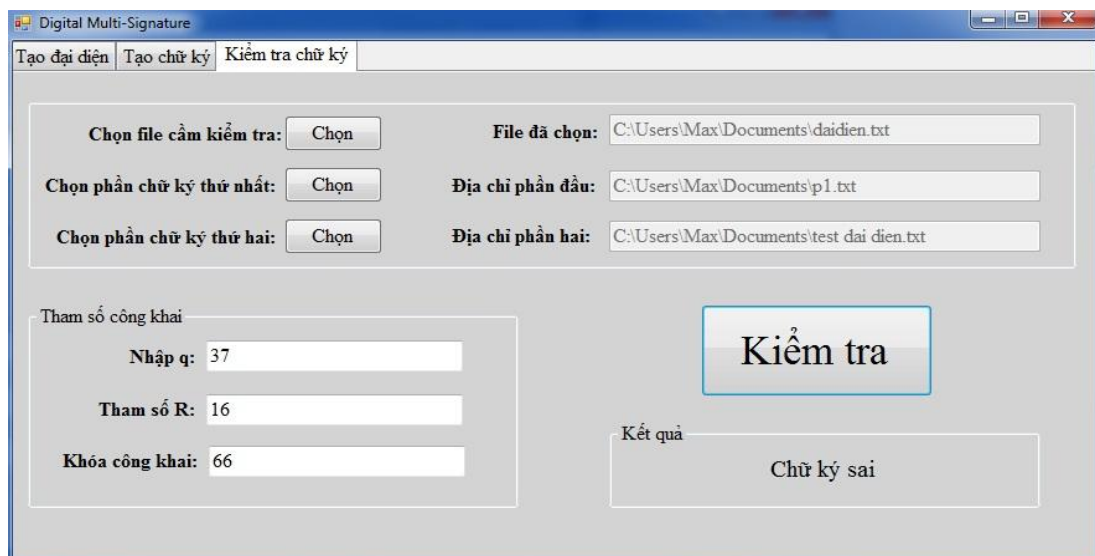 Digital Multi-Signature
Tạo đại diện Tạo chữ ký Kiểm tra chữ ký
Chọn file cầm kiểm tra: Chọn File đã chọn: C:\Users\Max\Documents\daidien.txt
Chọn phần chữ ký thứ nhất: Chọn Địa chỉ phần đầu: C:\Users\Max\Documents\p1.txt
Chọn phần chữ ký thứ hai: Chọn Địa chỉ phần hai: C:\Users\Max\Documents\test dai dien.txt
Tham số công khai
Nhập q: 37
Tham số R: 16
Khóa công khai: 66
Kiểm tra
Kết quả
Chữ ký sai